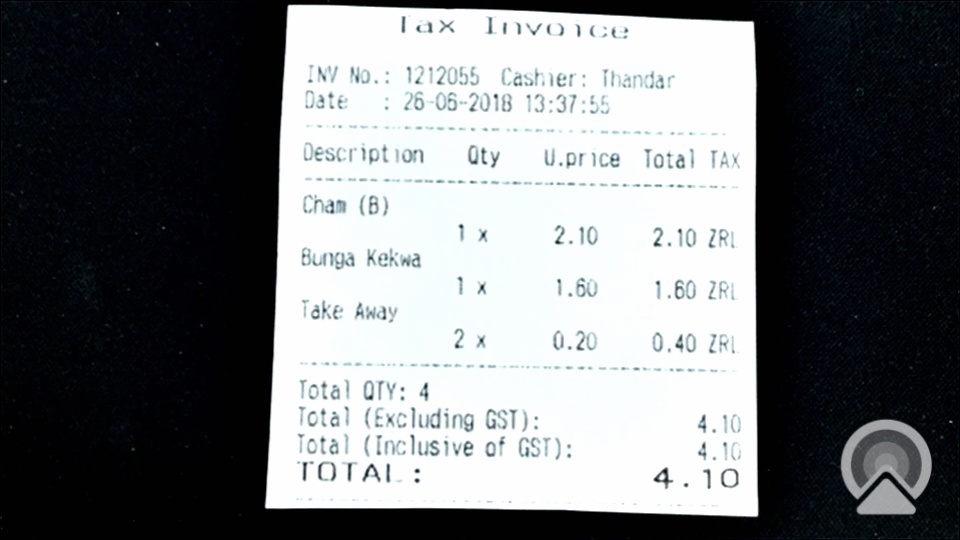 Tax Invoice
INV No.: 1212055 Cashier: Thandar
Date : 26-06-2018 13:37:55
Description Qty U.price Total TAX
Cham (B)
1 x 2.10 2.10 ZRL
Bunga Kekwa
1 x 1.60 1.60 ZRL
Take Away
2 x 0.20 0.40 ZRL
Total QTY: 4
Total (Excluding GST): 4.10
Total (Inclusive of GST): 4.10
TOTAL: 4.10